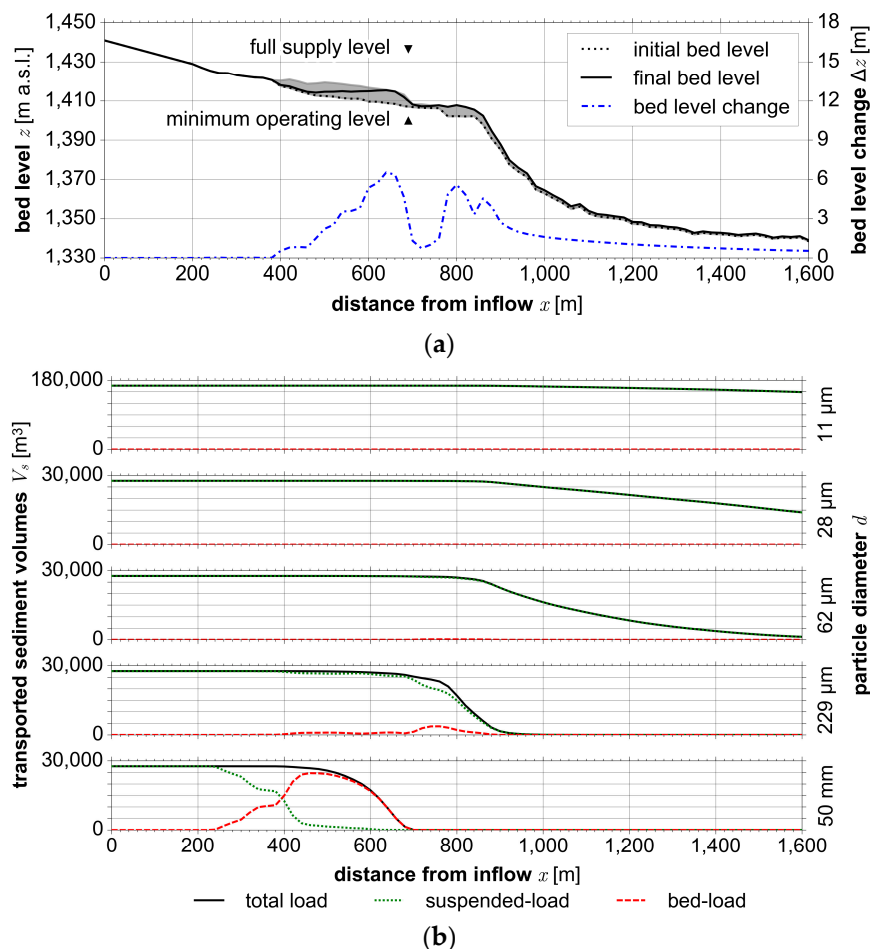 1,450
1,430
1,410
1,390
1,370
1,350
1,330
bed level z [m a.s.l.]
full supply level ▼
minimum operating level ▲
initial bed level
final bed level
bed level change
18
15
12
9
6
3
0
bed level change Δz [m]
0 200 400 600 800 1,000 1,200 1,400 1,600
distance from inflow x [m]
(a)
transported sediment volumes Vₛ [m³]
180,000
0
11 µm
30,000
0
28 µm
30,000
0
62 µm
30,000
0
229 µm
30,000
0
50 mm
particle diameter d
0 200 400 600 800 1,000 1,200 1,400 1,600
distance from inflow x [m]
total load suspended-load bed-load
(b)